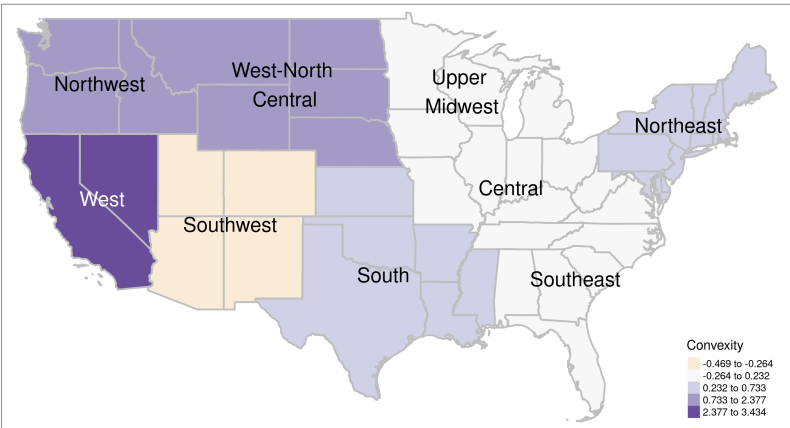 Northwest
West-North
Central
Upper
Midwest
Northeast
Central
West
Southwest
South
Southeast
Convexity
-0.469 to -0.264
-0.264 to 0.232
0.232 to 0.733
0.733 to 2.377
2.377 to 3.434